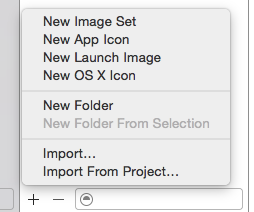 New Image Set
New App Icon
New Launch Image
New OS X Icon
New Folder
New Folder From Selection
Import...
Import From Project...